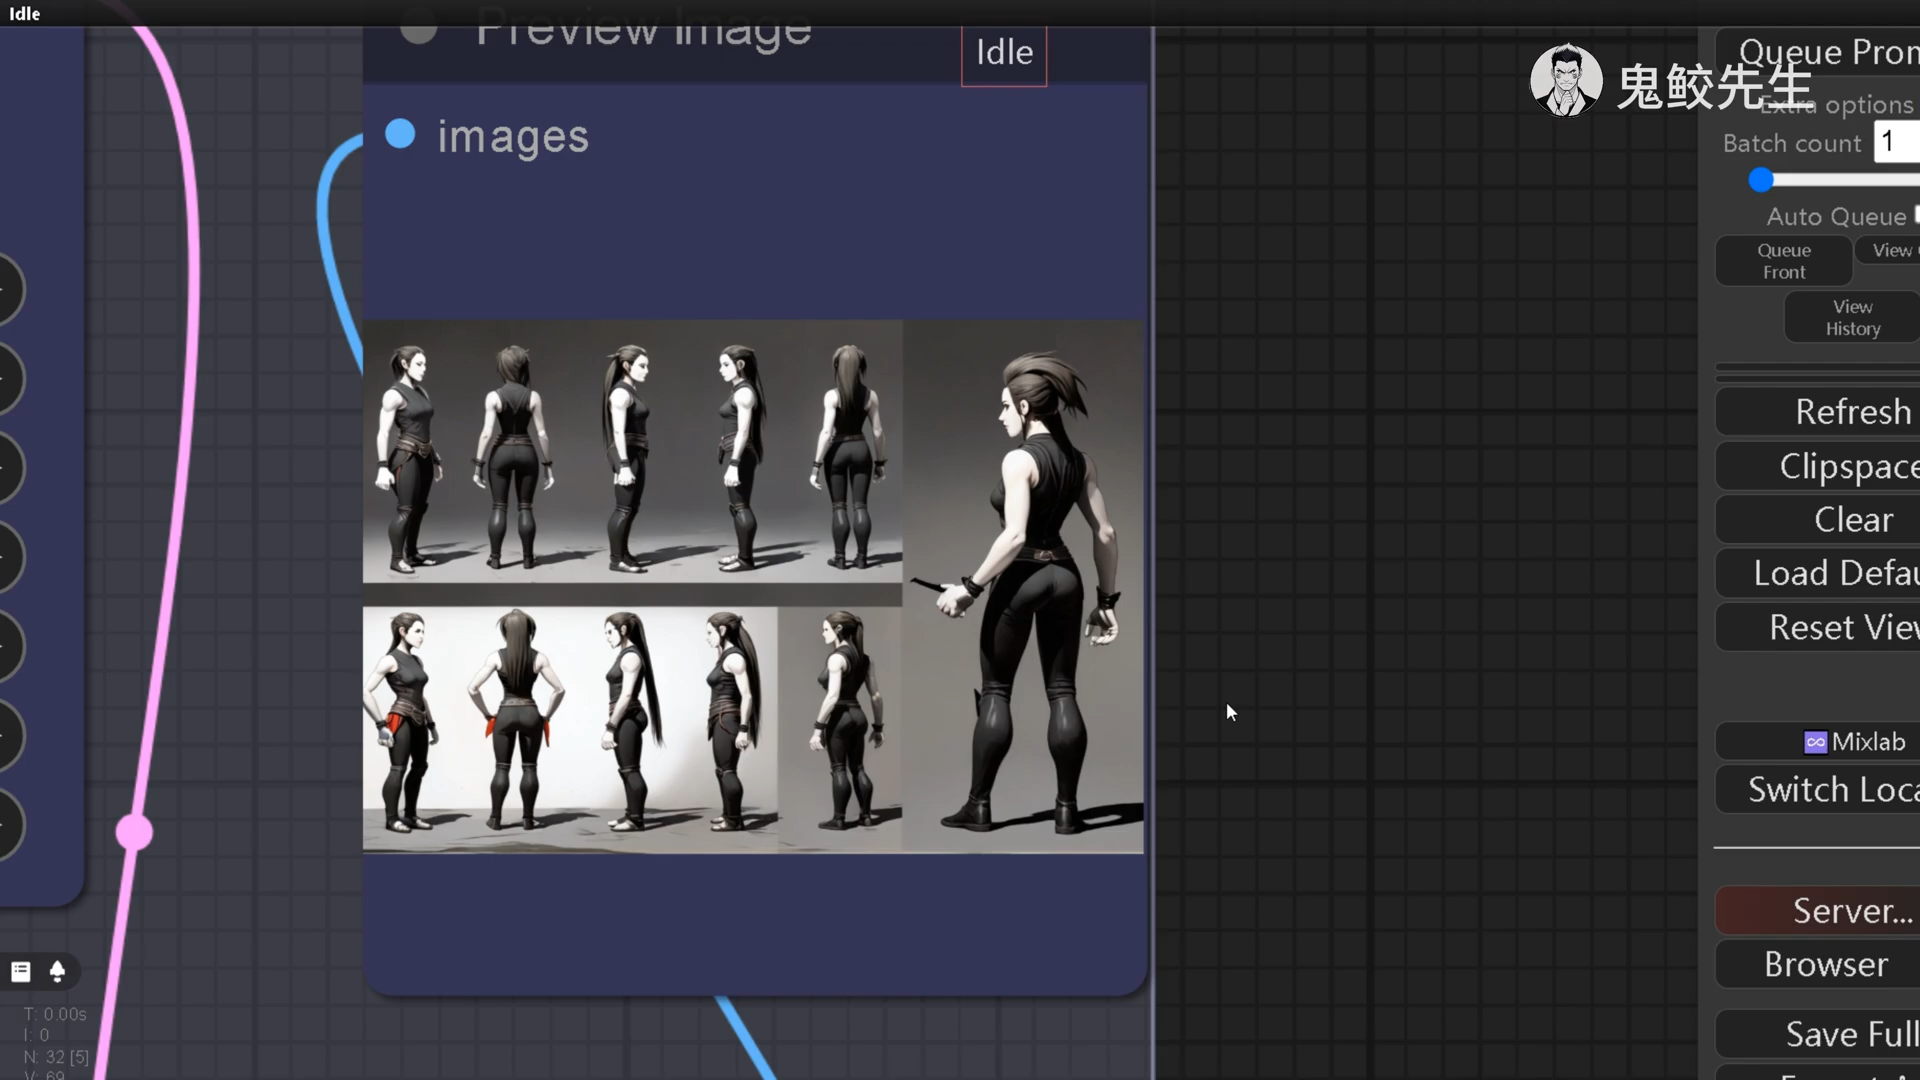 Idle
Preview Image
Idle
images
鬼鲛先生
Queue Pron
Extra options
Batch count 1
Auto Queue
Queue Front
View
View History
Refresh
Clipspace
Clear
Load Defau
Reset View
Mixlab
Switch Loca
Server...
Browser
Save Full
T: 0.00s
I: 0
N: 32 [5]
V: 69